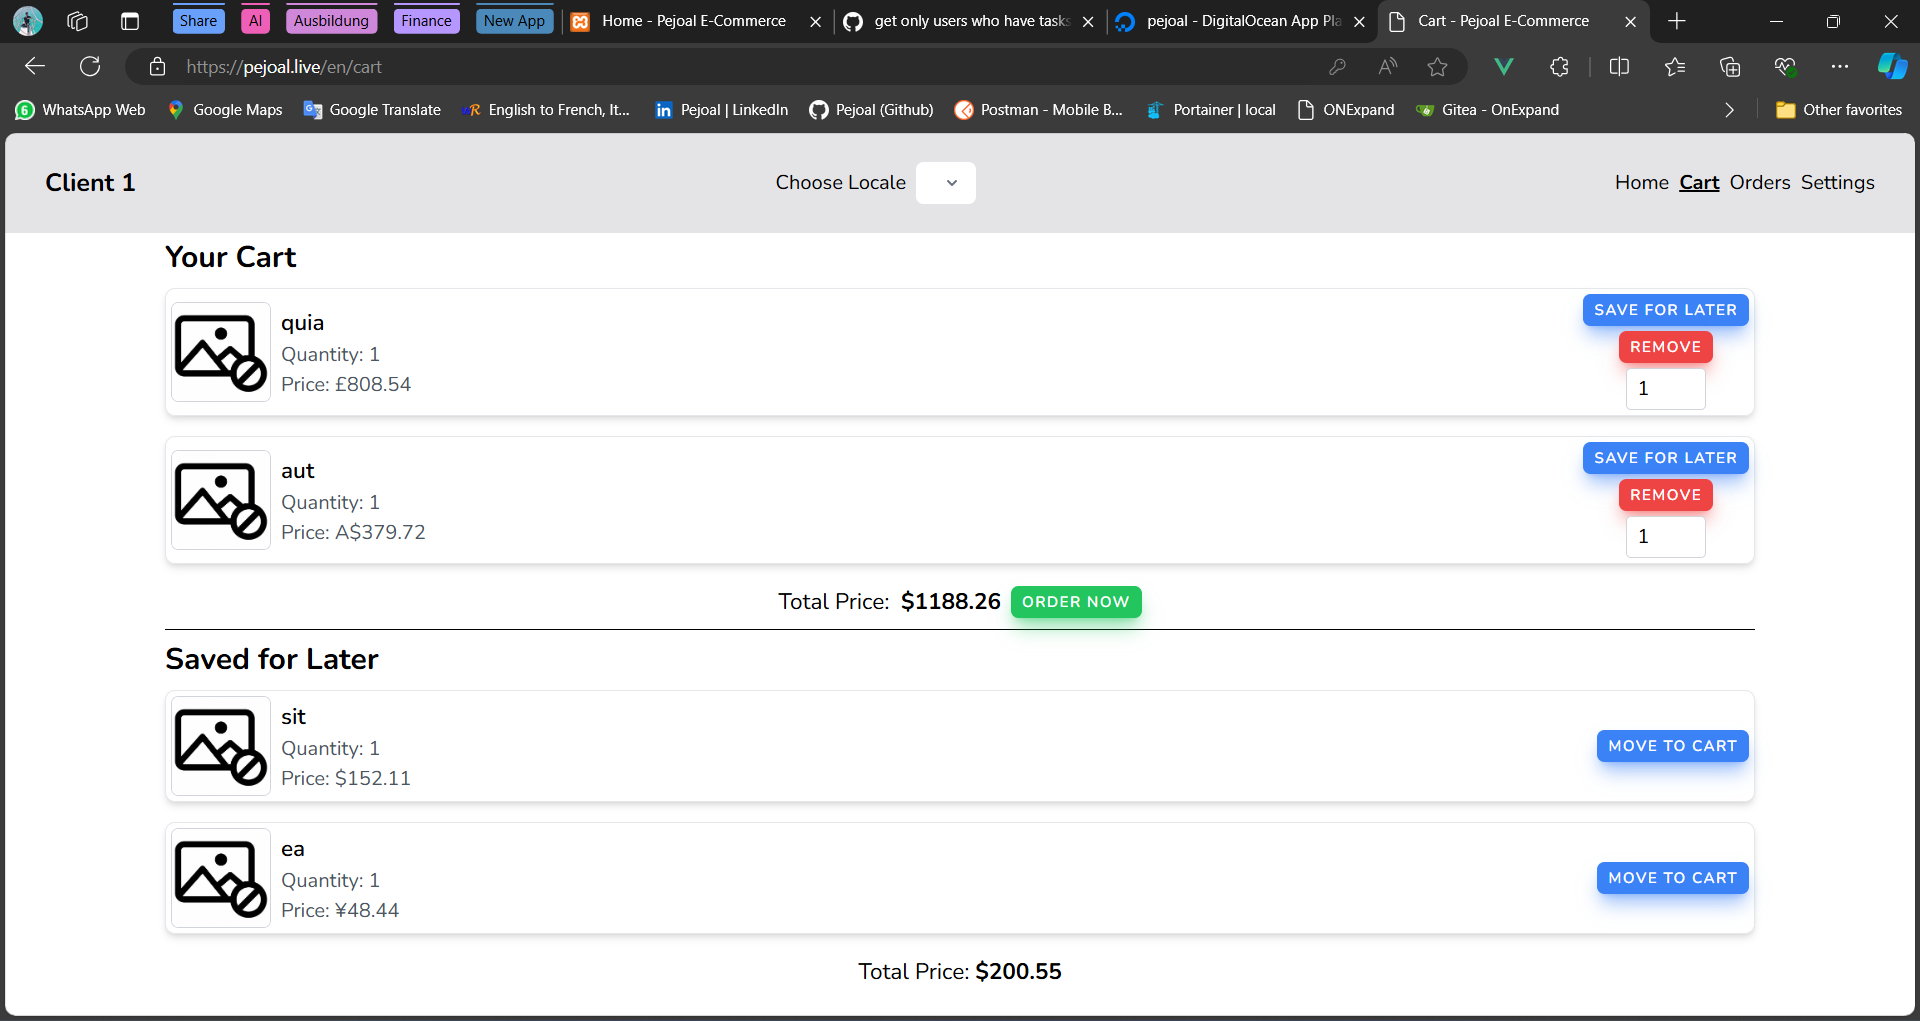 Share
AI
Ausbildung
Finance
New App
Home - Pejoal E-Commerce
get only users who have tasks
pejoal - DigitalOcean App Pla
Cart - Pejoal E-Commerce
https://pejoal.live/en/cart
WhatsApp Web
Google Maps
Google Translate
English to French, It...
Pejoal | LinkedIn
Pejoal (Github)
Postman - Mobile B...
Portainer | local
ONExpand
Gitea - OnExpand
Other favorites
Client 1
Choose Locale
Home
Cart
Orders
Settings
Your Cart
quia
Quantity: 1
Price: £808.54
SAVE FOR LATER
REMOVE
1
aut
Quantity: 1
Price: A$379.72
SAVE FOR LATER
REMOVE
1
Total Price: $1188.26
ORDER NOW
Saved for Later
sit
Quantity: 1
Price: $152.11
MOVE TO CART
ea
Quantity: 1
Price: ¥48.44
MOVE TO CART
Total Price: $200.55